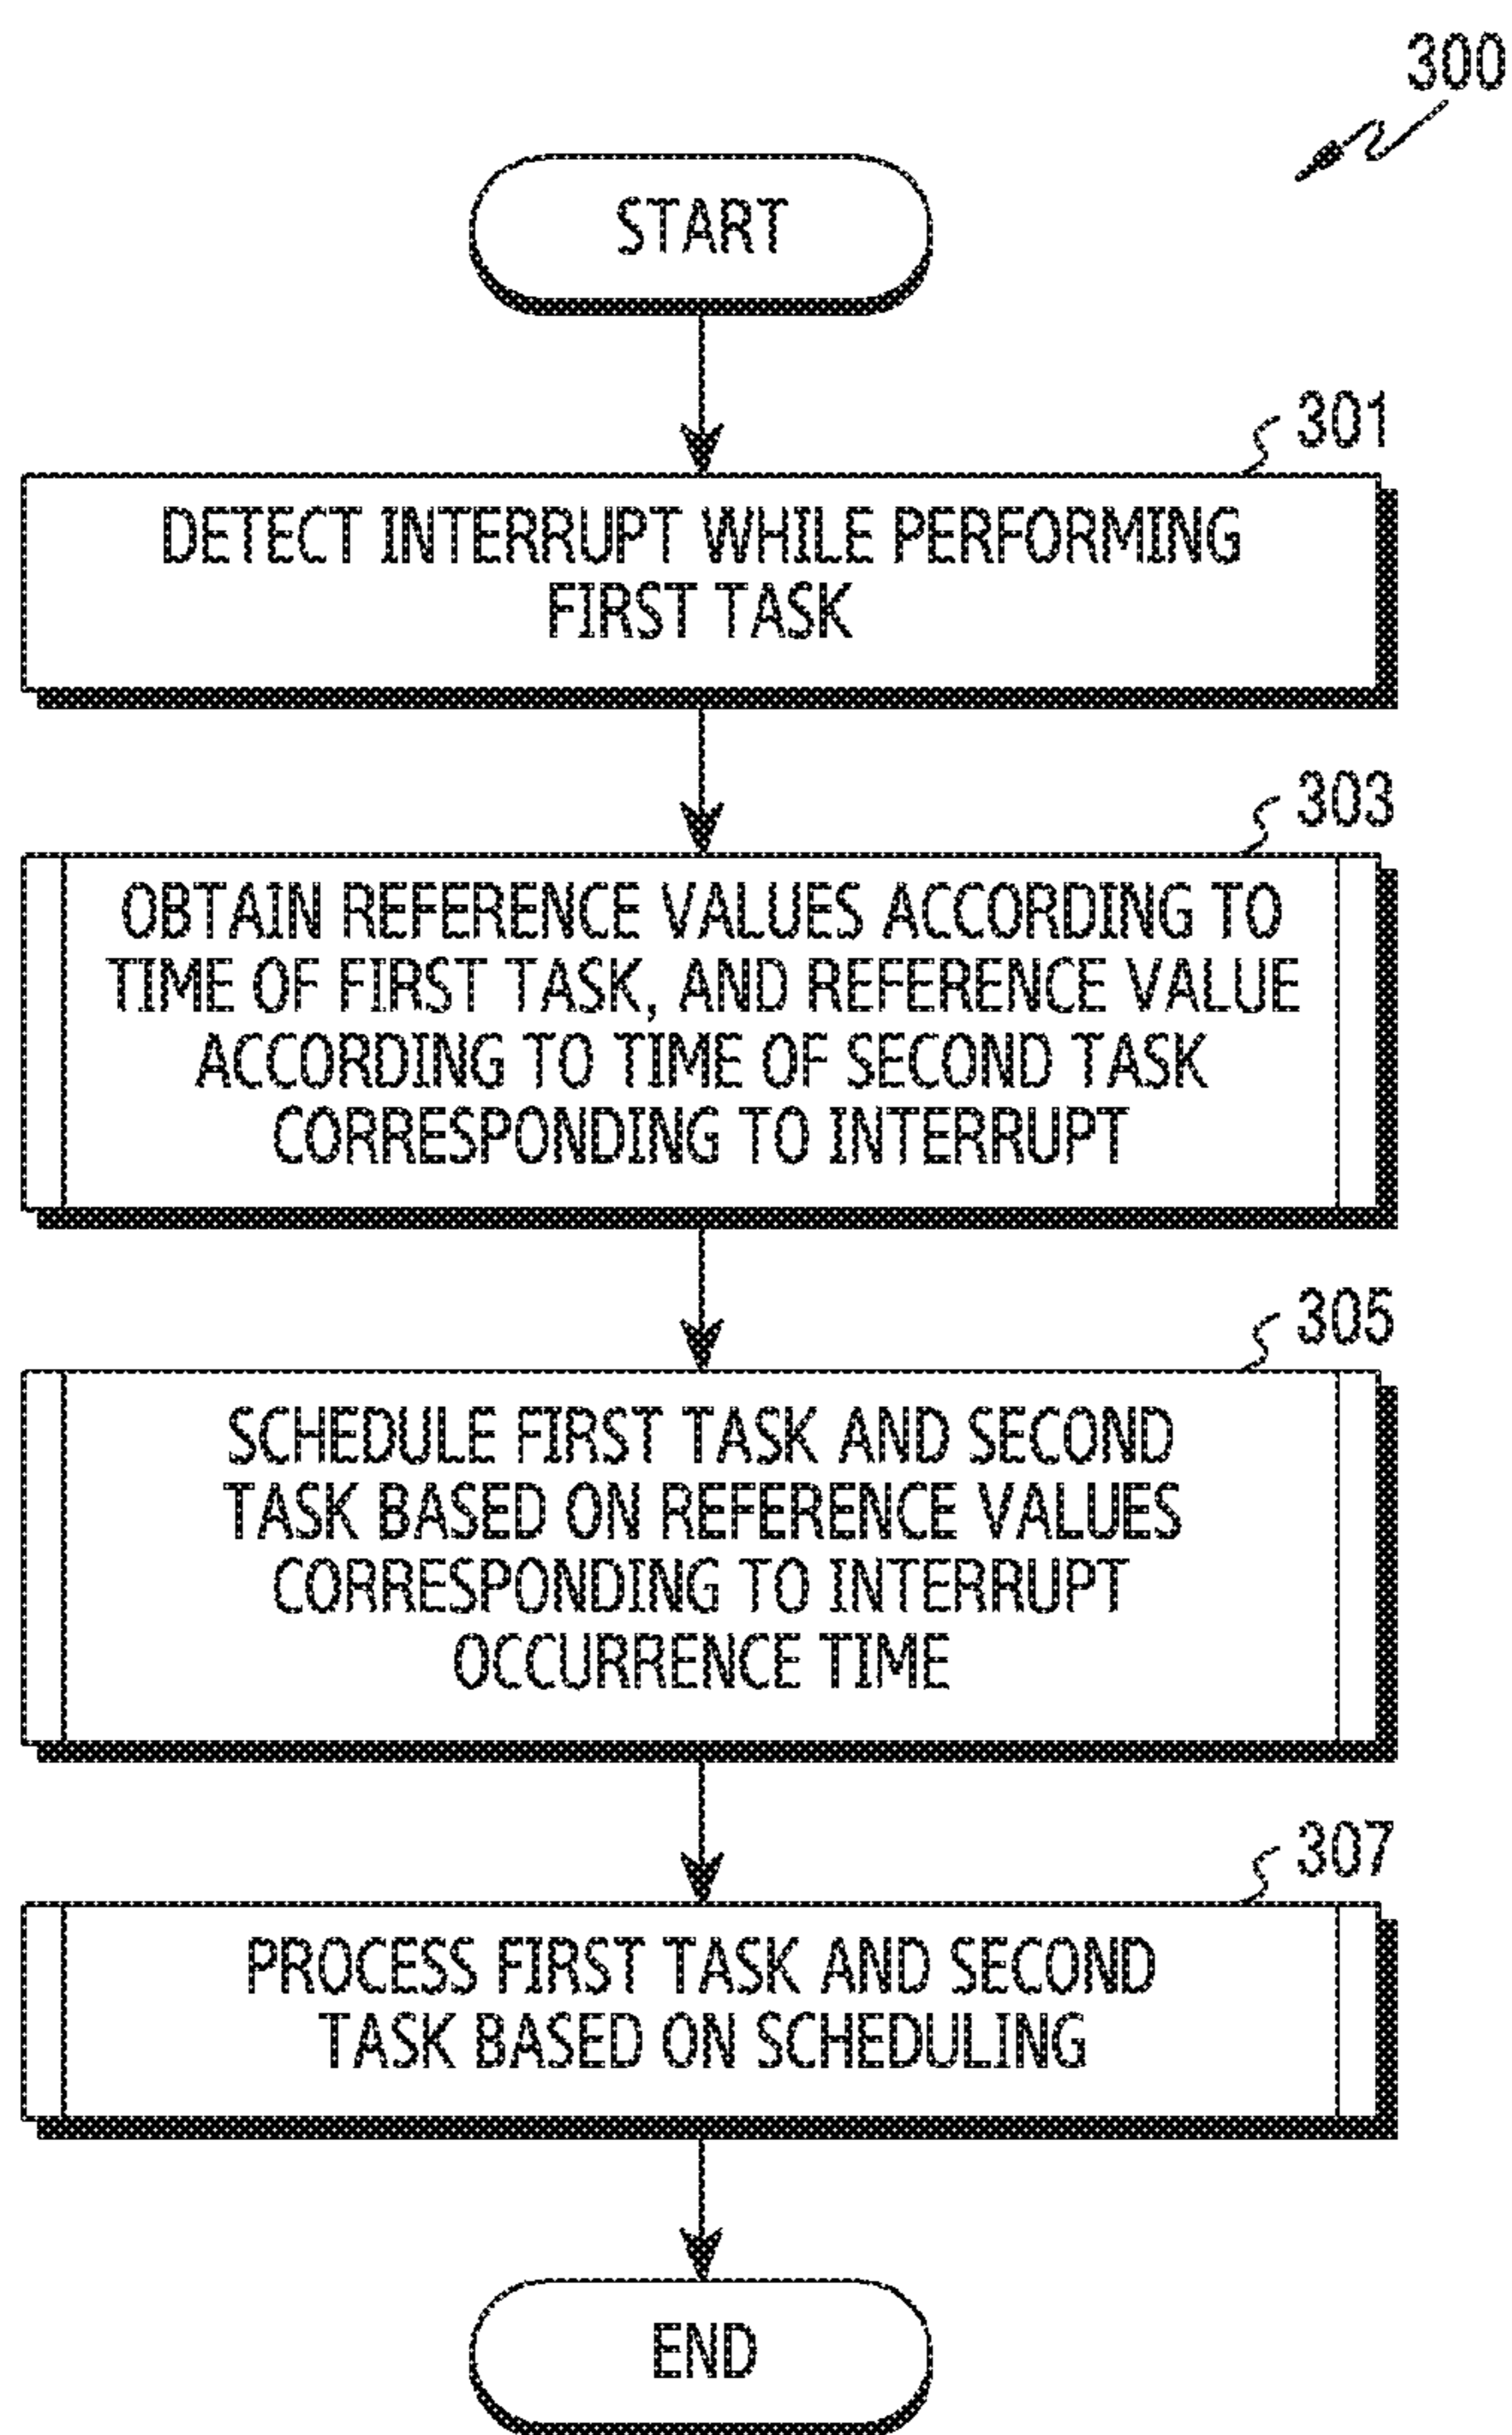 300
START
301
DETECT INTERRUPT WHILE PERFORMING
FIRST TASK
303
OBTAIN REFERENCE VALUES ACCORDING TO
TIME OF FIRST TASK, AND REFERENCE VALUE
ACCORDING TO TIME OF SECOND TASK
CORRESPONDING TO INTERRUPT
305
SCHEDULE FIRST TASK AND SECOND
TASK BASED ON REFERENCE VALUES
CORRESPONDING TO INTERRUPT
OCCURRENCE TIME
307
PROCESS FIRST TASK AND SECOND
TASK BASED ON SCHEDULING
END